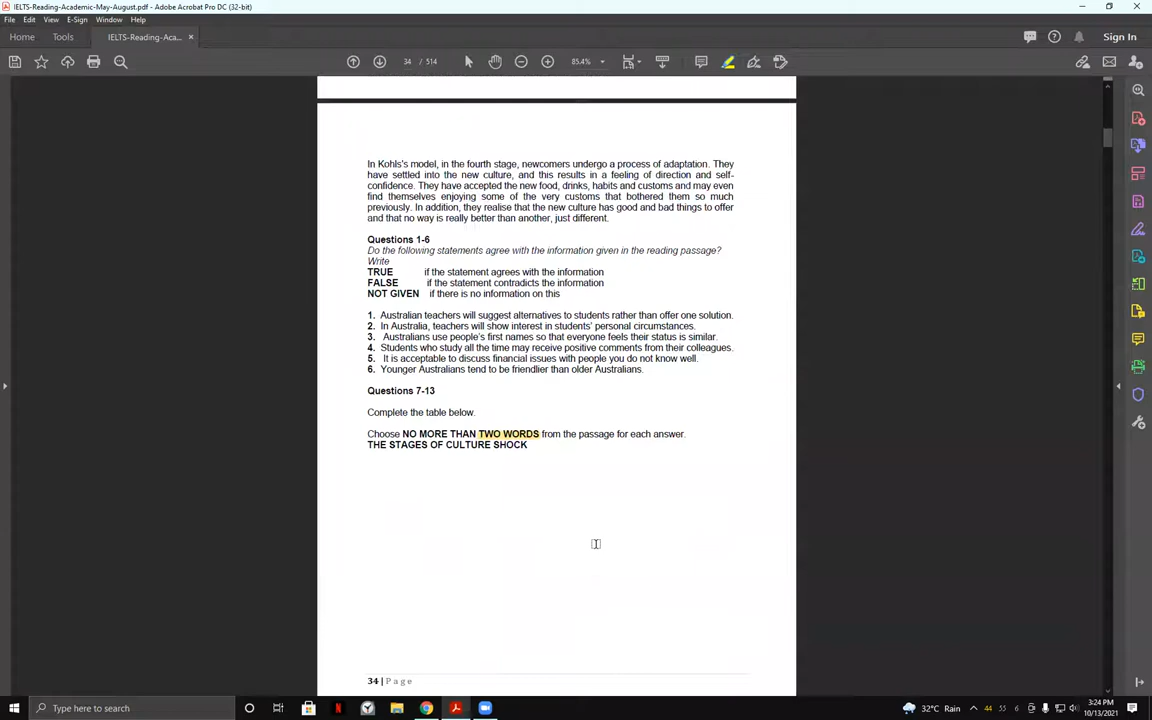 IELTS-Reading-Academic-May-August.pdf - Adobe Acrobat Pro DC (32-bit)
File Edit View E-Sign Window Help
Home Tools IELTS-Reading-Aca... × Sign In
34 / 514 85.4%
In Kohls's model, in the fourth stage, newcomers undergo a process of adaptation. They
have settled into the new culture, and this results in a feeling of direction and self-
confidence. They have accepted the new food, drinks, habits and customs and may even
find themselves enjoying some of the very customs that bothered them so much
previously. In addition, they realise that the new culture has good and bad things to offer
and that no way is really better than another, just different.
Questions 1-6
Do the following statements agree with the information given in the reading passage?
Write
TRUE if the statement agrees with the information
FALSE if the statement contradicts the information
NOT GIVEN if there is no information on this
1. Australian teachers will suggest alternatives to students rather than offer one solution.
2. In Australia, teachers will show interest in students' personal circumstances.
3. Australians use people's first names so that everyone feels their status is similar.
4. Students who study all the time may receive positive comments from their colleagues.
5. It is acceptable to discuss financial issues with people you do not know well.
6. Younger Australians tend to be friendlier than older Australians.
Questions 7-13
Complete the table below.
Choose NO MORE THAN TWO WORDS from the passage for each answer.
THE STAGES OF CULTURE SHOCK
34 | Page
Type here to search
32°C Rain 44 55 6
3:24 PM
10/13/2021